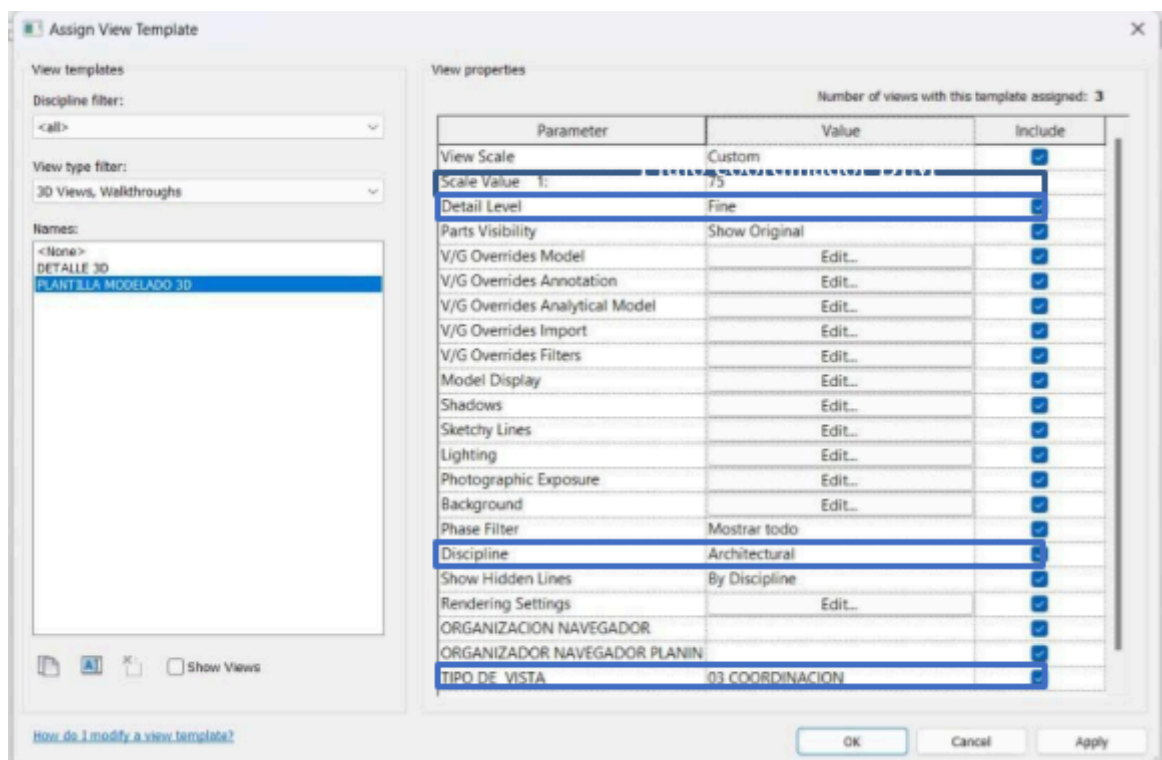 Assign View Template
View templates
Discipline filter:
<all>
View type filter:
3D Views, Walkthroughs
Names:
<None>
DETALLE 3D
PLANTILLA MODELADO 3D
Show Views
How do I modify a view template?
View properties
Number of views with this template assigned: 3
Parameter Value Include
View Scale Custom
Scale Value 1: 75
Detail Level Fine
Parts Visibility Show Original
V/G Overrides Model Edit...
V/G Overrides Annotation Edit...
V/G Overrides Analytical Model Edit...
V/G Overrides Import Edit...
V/G Overrides Filters Edit...
Model Display Edit...
Shadows Edit...
Sketchy Lines Edit...
Lighting Edit...
Photographic Exposure Edit...
Background Edit...
Phase Filter Mostrar todo
Discipline Architectural
Show Hidden Lines By Discipline
Rendering Settings Edit...
ORGANIZACION NAVEGADOR
ORGANIZADOR NAVEGADOR PLANIN
TIPO DE VISTA 03 COORDINACION
OK Cancel Apply